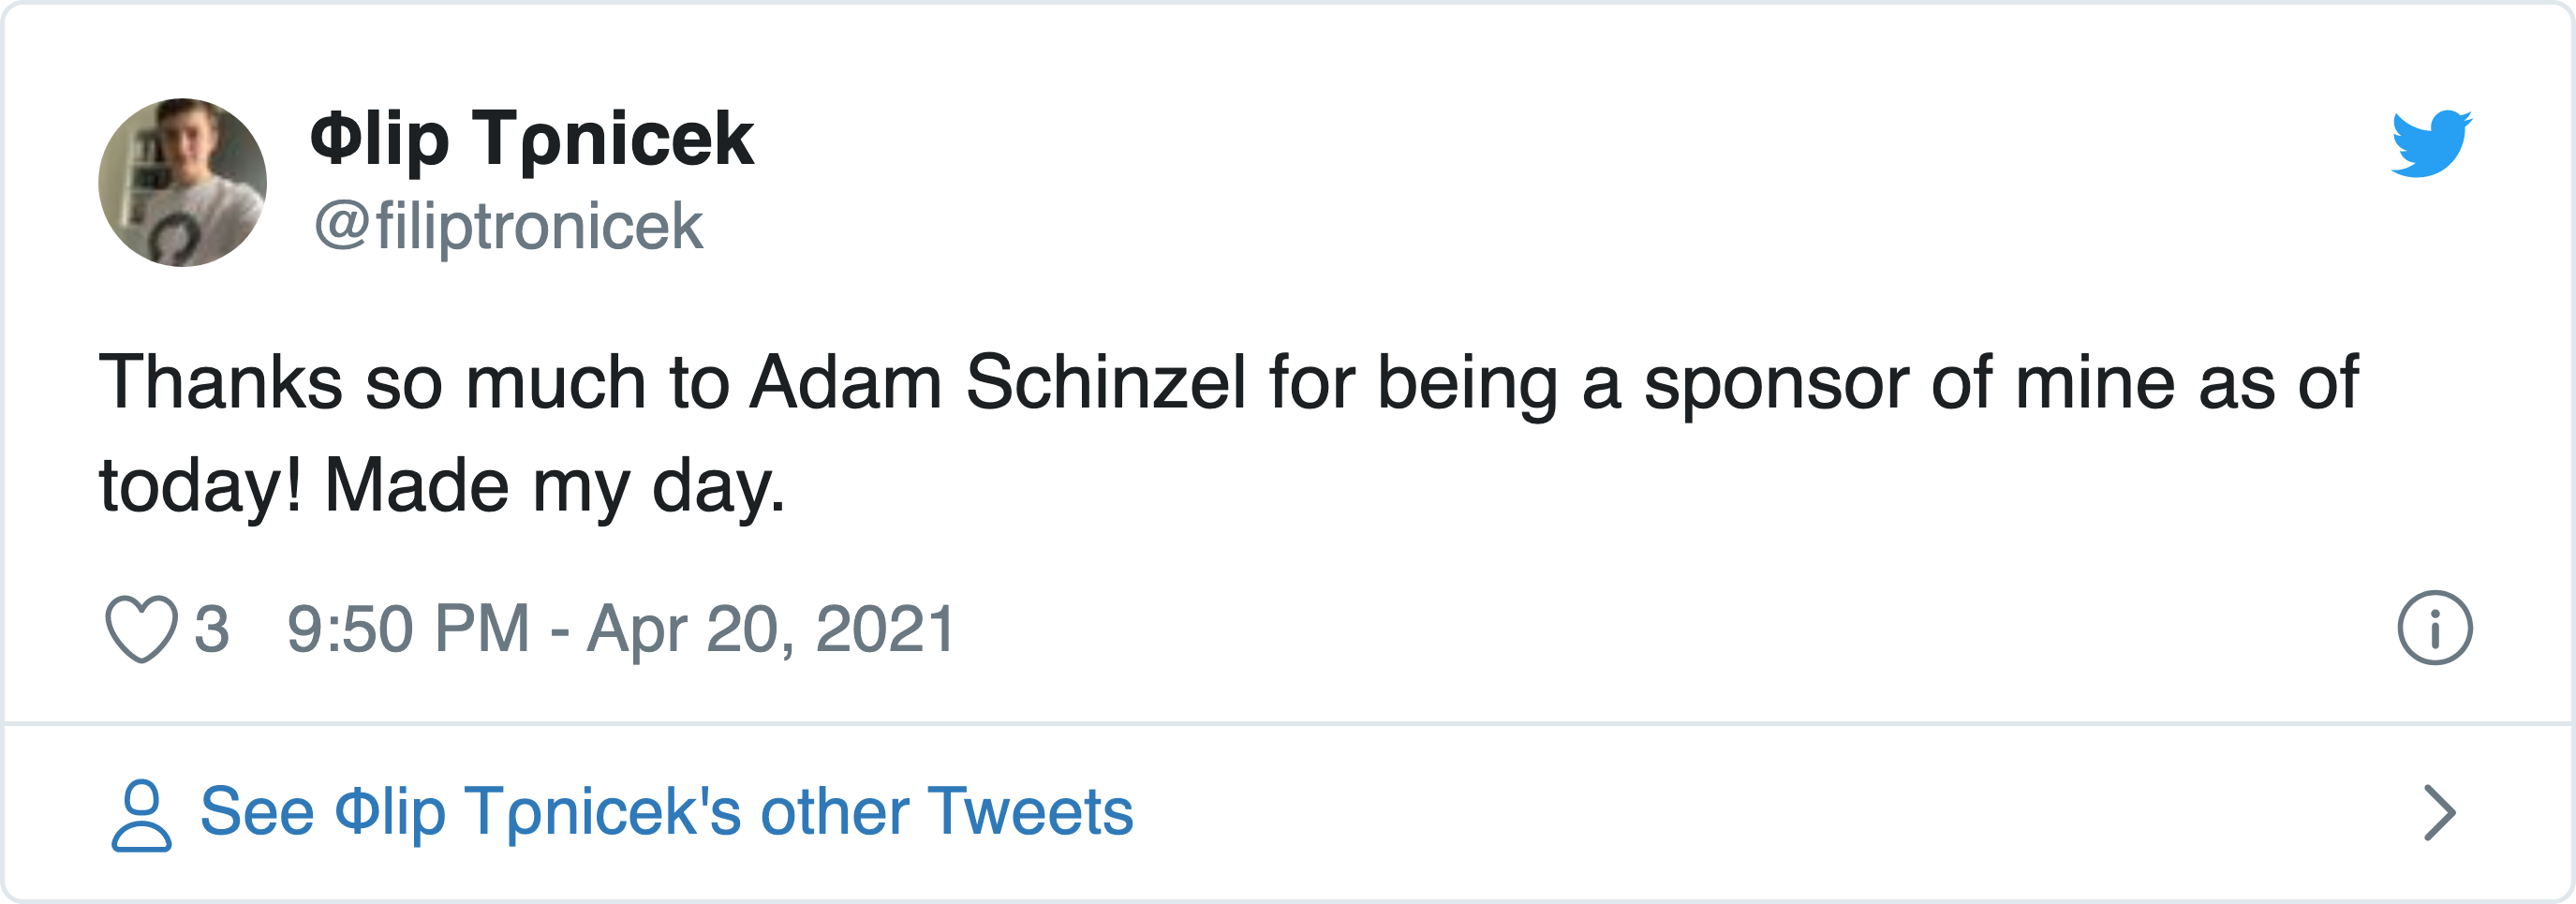 Φlip Tρnicek
@filiptronicek
Thanks so much to Adam Schinzel for being a sponsor of mine as of
today! Made my day.
3 9:50 PM - Apr 20, 2021
See Φlip Tρnicek's other Tweets